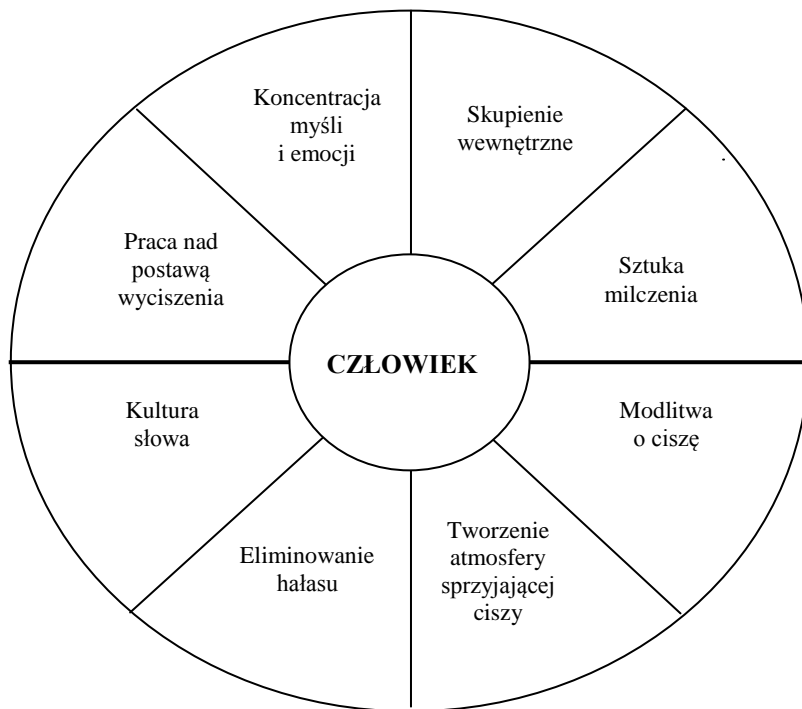 Koncentracja
myśli
i emocji
Skupienie
wewnętrzne
Praca nad
postawą
wyciszenia
Sztuka
milczenia
CZŁOWIEK
Kultura
słowa
Modlitwa
o ciszę
Eliminowanie
hałasu
Tworzenie
atmosfery
sprzyjającej
ciszy